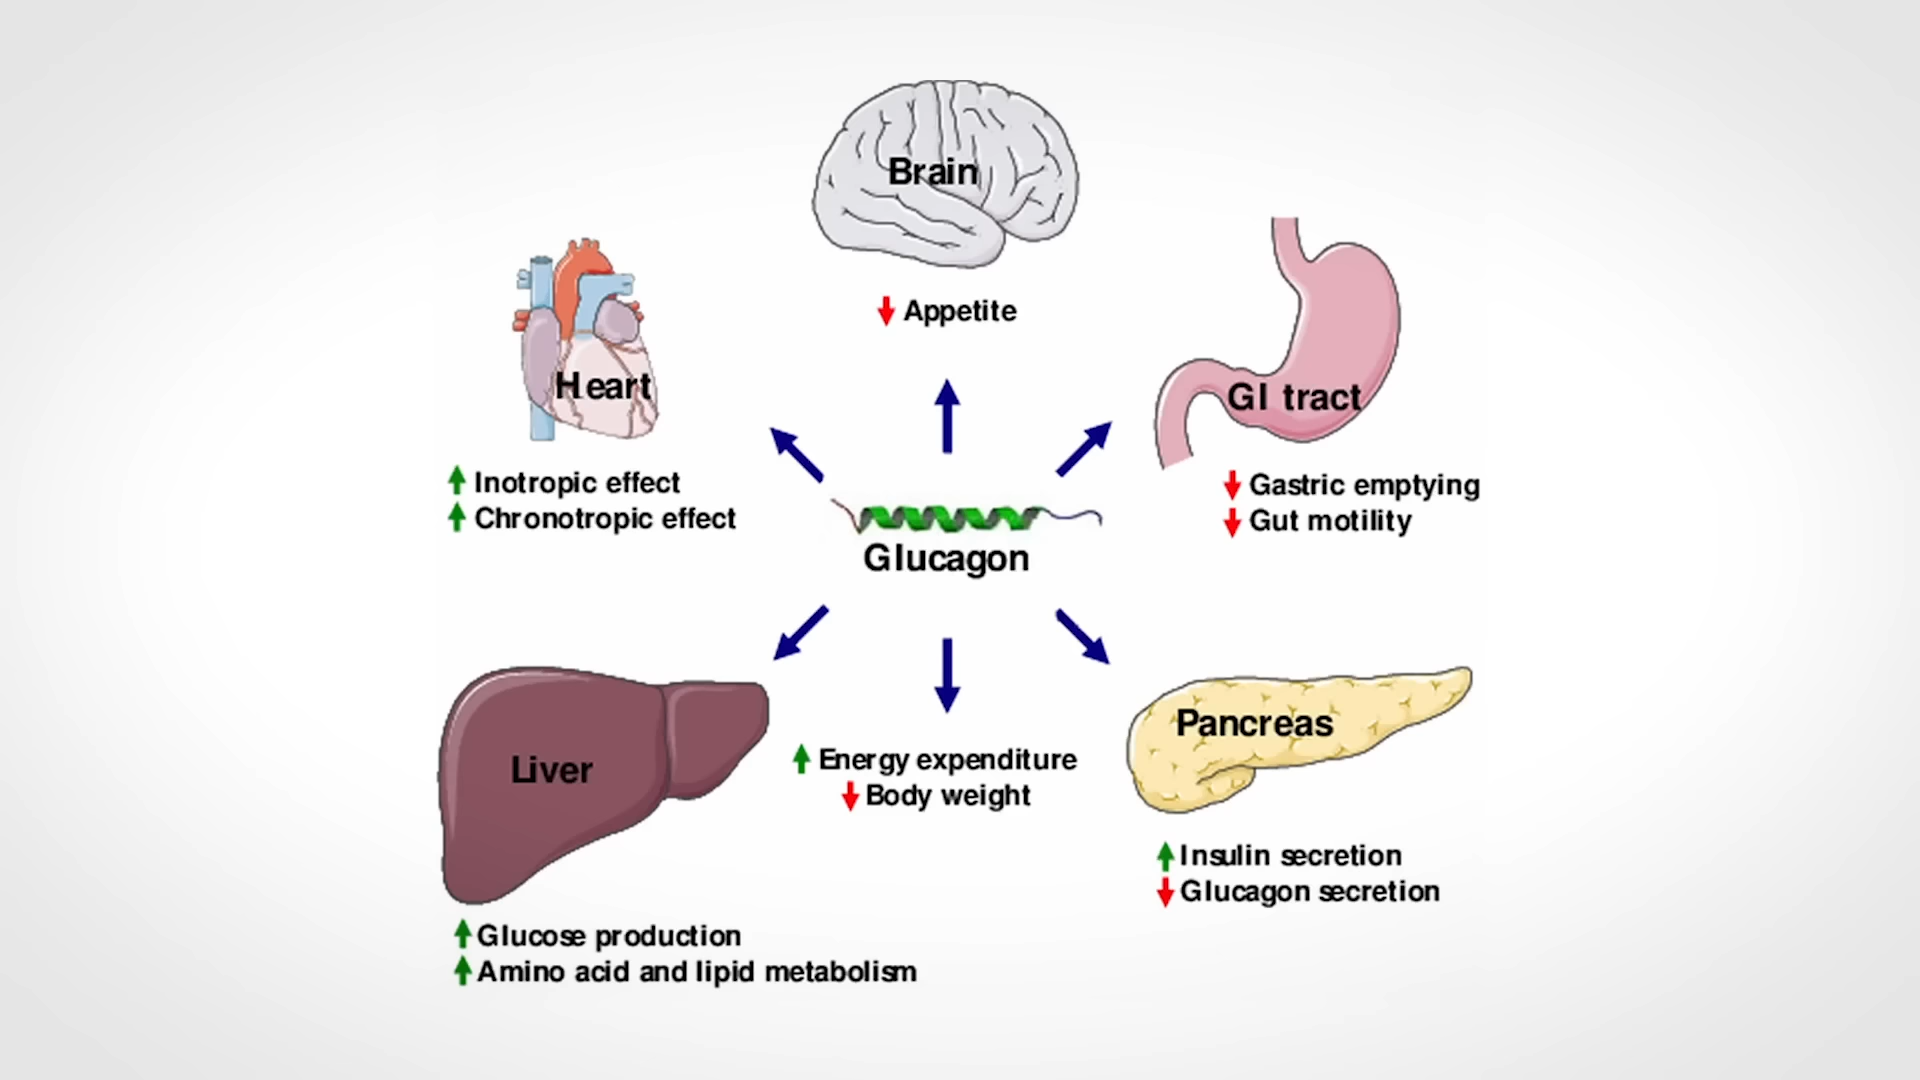 Brain
Appetite
Heart
Inotropic effect
Chronotropic effect
GI tract
Gastric emptying
Gut motility
Glucagon
Liver
Glucose production
Amino acid and lipid metabolism
Energy expenditure
Body weight
Pancreas
Insulin secretion
Glucagon secretion